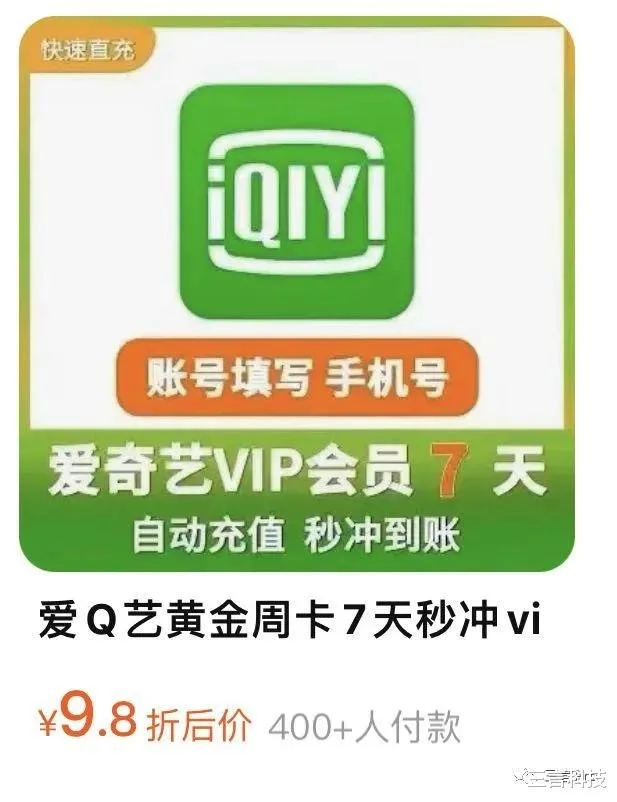 快速直充
iQIYI
账号填写 手机号
爱奇艺VIP会员 7 天
自动充值 秒冲到账
爱Q艺黄金周卡7天秒冲vi
¥9.8折后价 400+人付款
三言科技